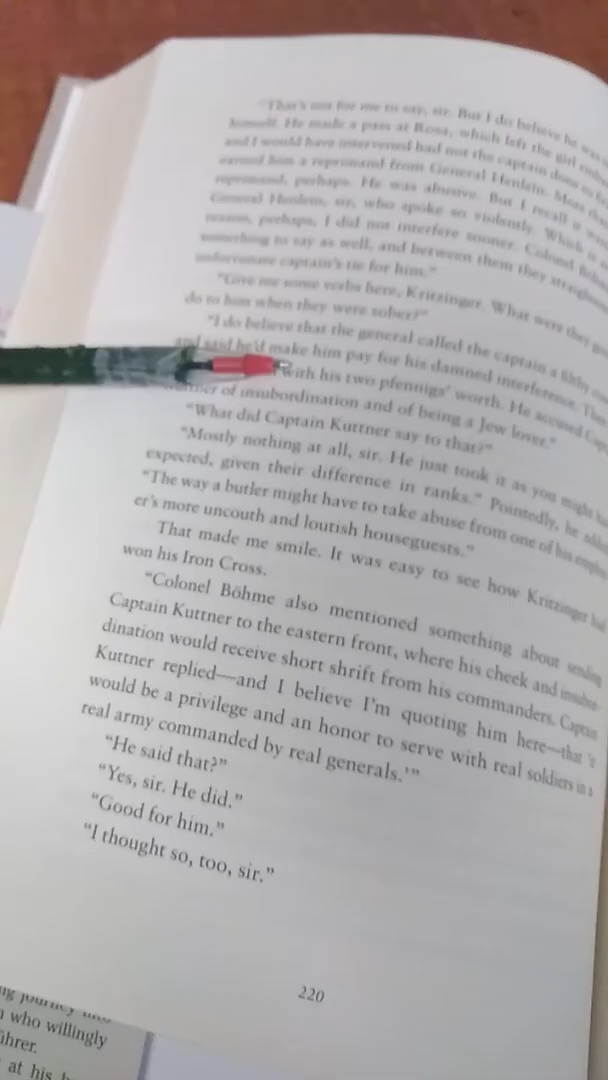 "That's not for me to say, sir. But I do believe he was
himself. He made a pass at Rosa, which left the girl
and I would have intervened had not the captain done so
earned him a reprimand from General Henlein. More than
reprimand, perhaps. He was abusive. But I recall it was
General Henlein, sir, who spoke so violently. Which is
reason, perhaps, I did not interfere sooner. Colonel Böhme
something to say as well, and between them they straightened
unfortunate captain's tie for him."
"Give me some verbs here, Kritzinger. What were they
do to him when they were sober?"
"I do believe that the general called the captain a filthy
and said he'd make him pay for his damned interference. Then
with his two pfennigs' worth. He accused Captain
of insubordination and of being a Jew lover."
"What did Captain Kuttner say to that?"
"Mostly nothing at all, sir. He just took it as you might
expected, given their difference in ranks." Pointedly, he added
"The way a butler might have to take abuse from one of his
er's more uncouth and loutish houseguests."
That made me smile. It was easy to see how Kritzinger had
won his Iron Cross.
"Colonel Böhme also mentioned something about sending
Captain Kuttner to the eastern front, where his cheek and insubor-
dination would receive short shrift from his commanders. Captain
Kuttner replied—and I believe I'm quoting him here—that 'it
would be a privilege and an honor to serve with real soldiers in a
real army commanded by real generals.'"
"He said that?"
"Yes, sir. He did."
"Good for him."
"I thought so, too, sir."
220
who willingly
at his